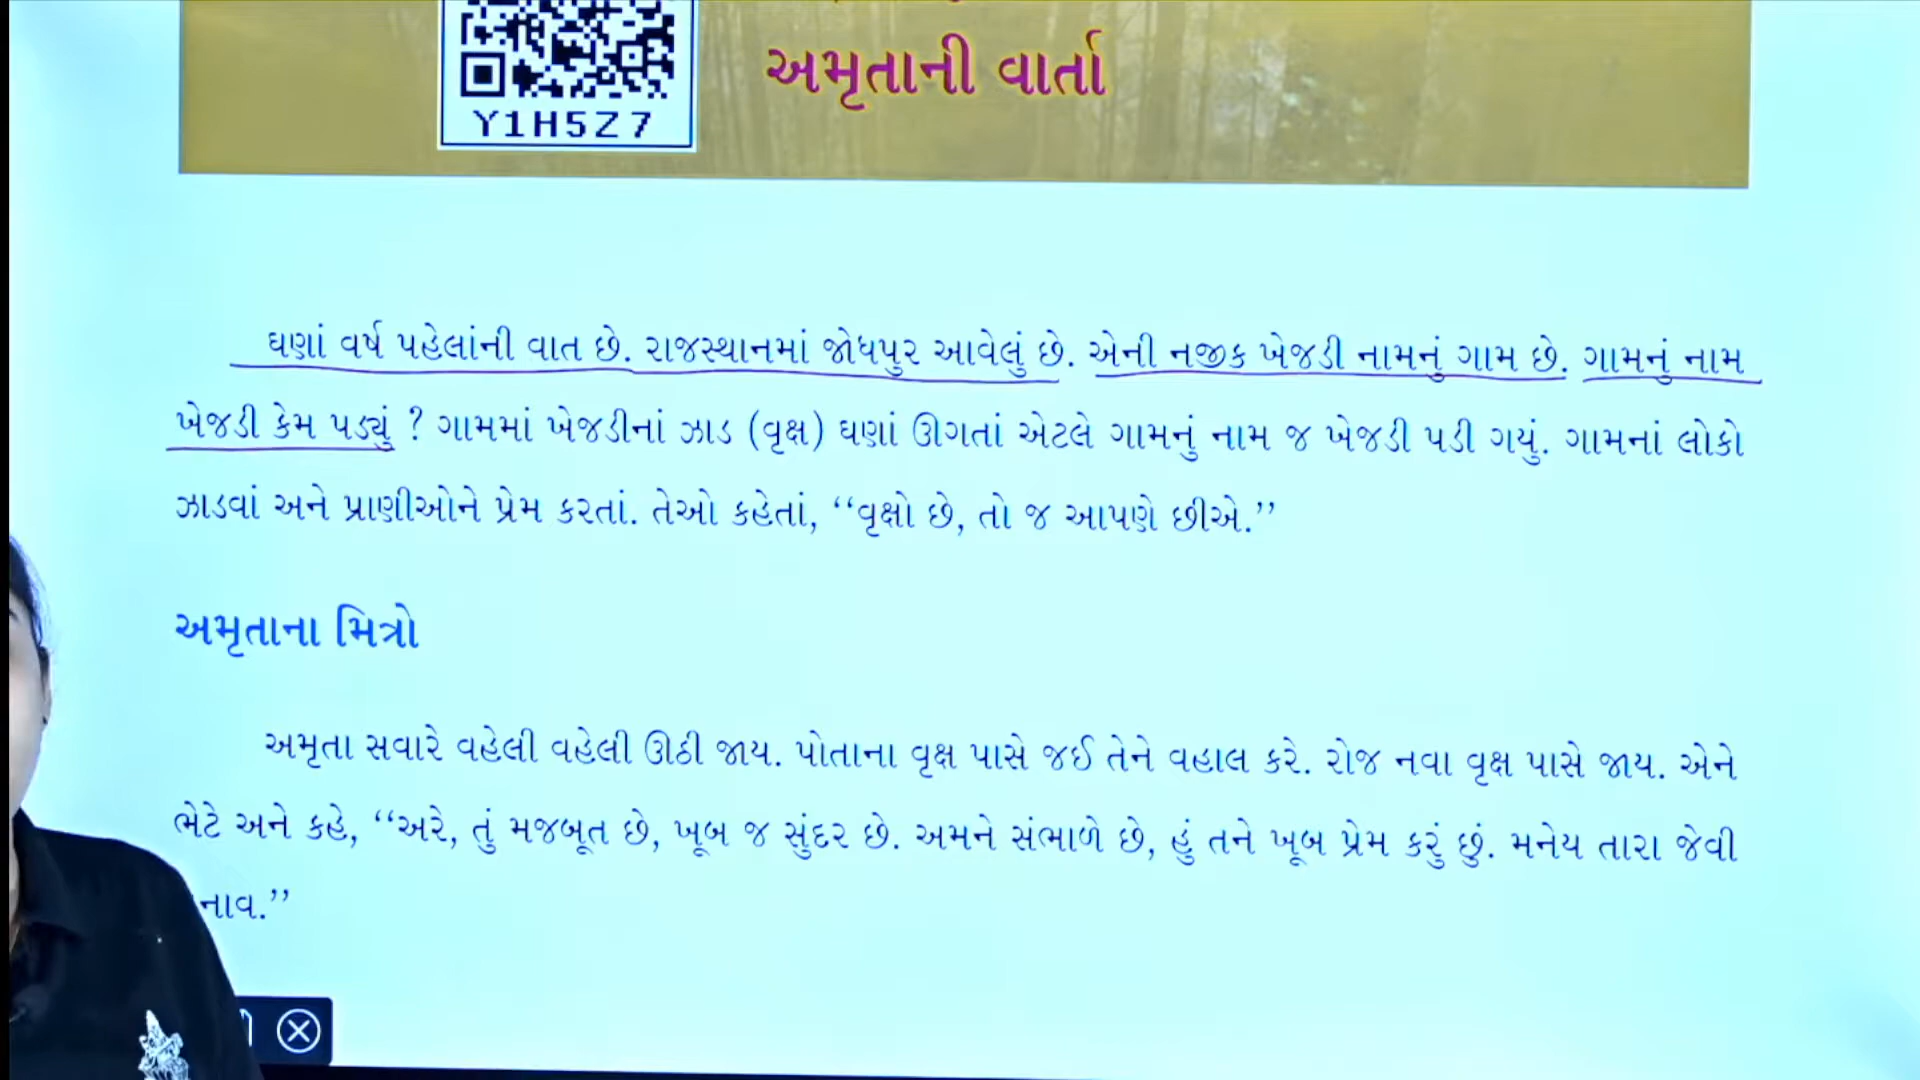 Y1H5Z7
અમૃતાની વાર્તા
ઘણાં વર્ષ પહેલાંની વાત છે. રાજસ્થાનમાં જોધપુર આવેલું છે. એની નજીક ખેજડી નામનું ગામ છે. ગામનું નામ
ખેજડી કેમ પડ્યું ? ગામમાં ખેજડીનાં ઝાડ (વૃક્ષ) ઘણાં ઊગતાં એટલે ગામનું નામ જ ખેજડી પડી ગયું. ગામનાં લોકો
ઝાડવાં અને પ્રાણીઓને પ્રેમ કરતાં. તેઓ કહેતાં, ‘‘વૃક્ષો છે, તો જ આપણે છીએ.’’
અમૃતાના મિત્રો
અમૃતા સવારે વહેલી વહેલી ઊઠી જાય. પોતાના વૃક્ષ પાસે જઈ તેને વહાલ કરે. રોજ નવા વૃક્ષ પાસે જાય. એને
ભેટે અને કહે, ‘‘અરે, તું મજબૂત છે, ખૂબ જ સુંદર છે. અમને સંભાળે છે, હું તને ખૂબ પ્રેમ કરું છું. મનેય તારા જેવી
નાવ.’’